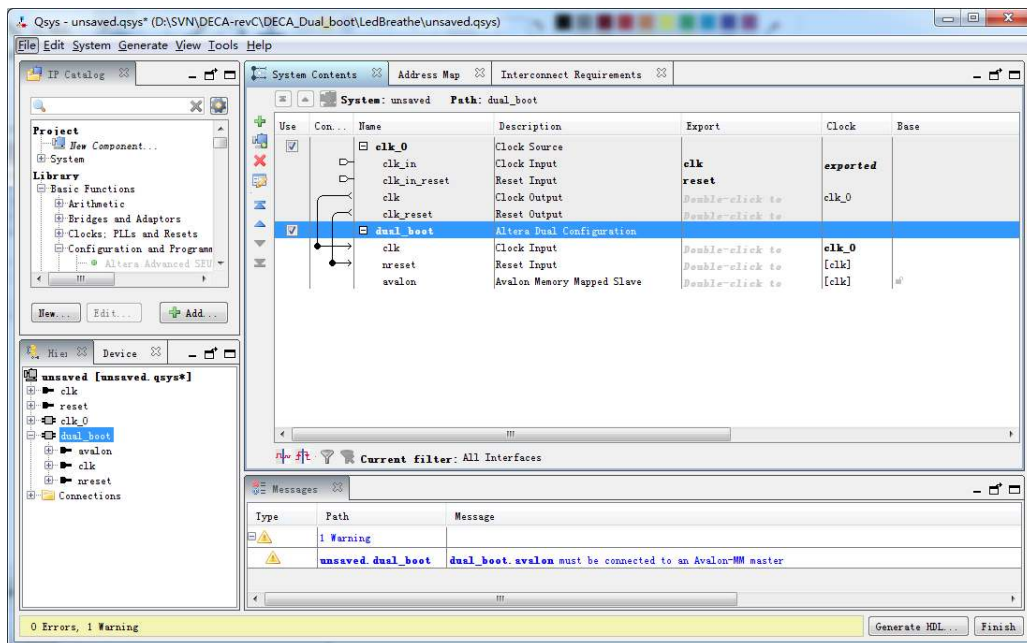 Qsys - unsaved.qsys* (D:\SVN\DECA-revC\DECA_Dual_boot\LedBreathe\unsaved.qsys)
File Edit System Generate View Tools Help
IP Catalog
Project
New Component...
System
Library
Basic Functions
Arithmetic
Bridges and Adaptors
Clocks; PLLs and Resets
Configuration and Programm
Altera Advanced SEU
New... Edit... Add...
Hie: Device
unsaved [unsaved.qsys*]
clk
reset
clk_0
dual_boot
avalon
clk
nreset
Connections
System Contents Address Map Interconnect Requirements
System: unsaved Path: dual_boot
Use Con... Name Description Export Clock Base
clk_0 Clock Source
clk_in Clock Input clk exported
clk_in_reset Reset Input reset
clk Clock Output Double-click to clk_0
clk_reset Reset Output Double-click to
dual_boot Altera Dual Configuration
clk Clock Input Double-click to clk_0
nreset Reset Input Double-click to [clk]
avalon Avalon Memory Mapped Slave Double-click to [clk]
Current filter: All Interfaces
Messages
Type Path Message
1 Warning
unsaved.dual_boot dual_boot.avalon must be connected to an Avalon-MM master
0 Errors, 1 Warning
Generate HDL... Finish